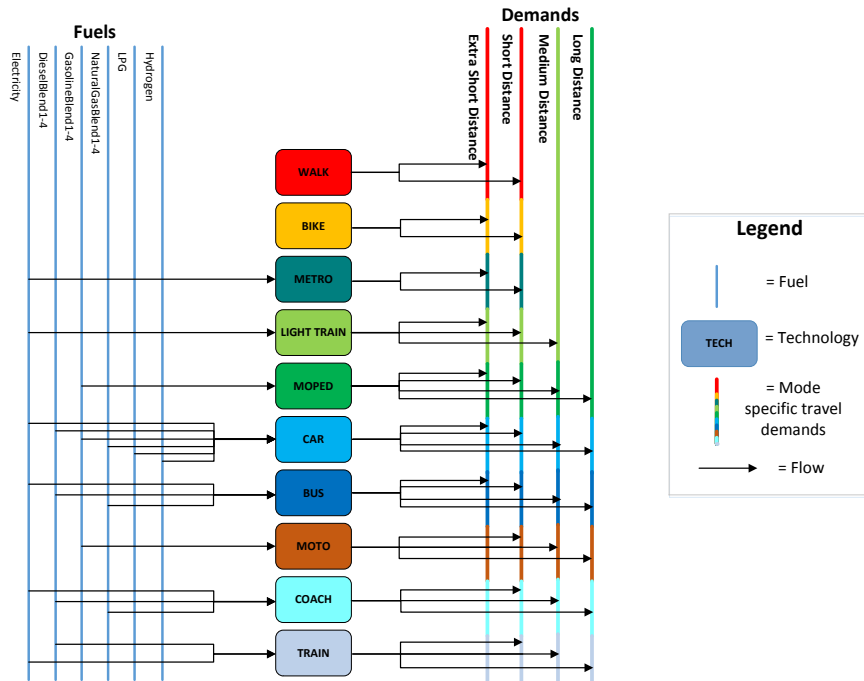 Fuels
Demands
Electricity
DieselBlend1-4
GasolineBlend1-4
NaturalGasBlend1-4
LPG
Hydrogen
Extra Short Distance
Short Distance
Medium Distance
Long Distance
WALK
BIKE
METRO
LIGHT TRAIN
MOPED
CAR
BUS
MOTO
COACH
TRAIN
Legend
= Fuel
TECH
= Technology
= Mode
specific travel
demands
= Flow